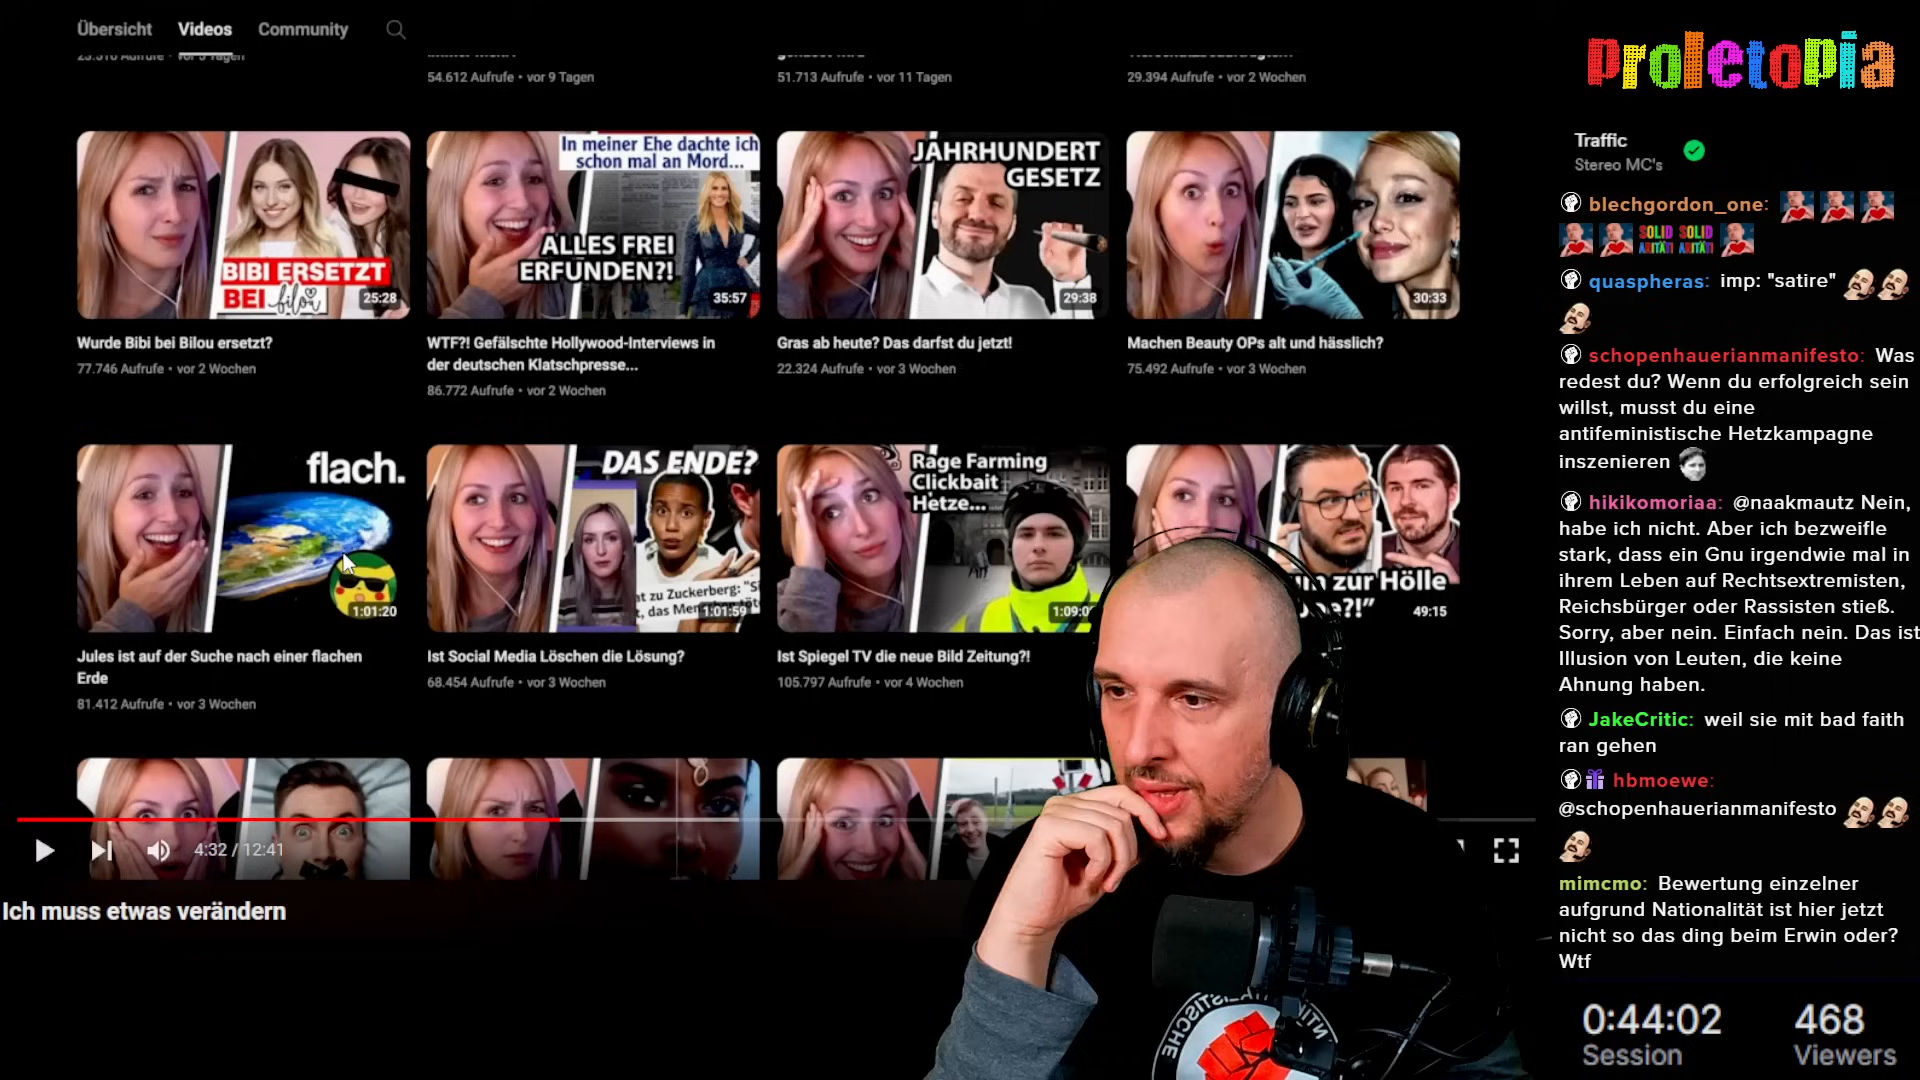 Übersicht
Videos
Community
54.612 Aufrufe • vor 9 Tagen
51.713 Aufrufe • vor 11 Tagen
29.394 Aufrufe • vor 2 Wochen
BIBI ERSETZT
BEI bilou
25:28
In meiner Ehe dachte ich
schon mal an Mord...
ALLES FREI
ERFUNDEN?!
35:57
JAHRHUNDERT
GESETZ
29:38
30:33
Wurde Bibi bei Bilou ersetzt?
77.746 Aufrufe • vor 2 Wochen
WTF?! Gefälschte Hollywood-Interviews in
der deutschen Klatschpresse...
86.772 Aufrufe • vor 2 Wochen
Gras ab heute? Das darfst du jetzt!
22.324 Aufrufe • vor 3 Wochen
Machen Beauty OPs alt und hässlich?
75.492 Aufrufe • vor 3 Wochen
flach.
1:01:20
DAS ENDE?
zu Zuckerberg:
1:01:59
Rage Farming
Clickbait
Hetze...
zur Hölle
49:15
Jules ist auf der Suche nach einer flachen
Erde
81.412 Aufrufe • vor 3 Wochen
Ist Social Media Löschen die Lösung?
68.454 Aufrufe • vor 3 Wochen
Ist Spiegel TV die neue Bild Zeitung?!
105.797 Aufrufe • vor 4 Wochen
4:32 / 12:41
Ich muss etwas verändern
Proletopia
Traffic
Stereo MC's
blechgordon_one:
SOLID SOLID
ARITÄT! ARITÄT!
quaspheras: imp: "satire"
schopenhauerianmanifesto: Was
redest du? Wenn du erfolgreich sein
willst, musst du eine
antifeministische Hetzkampagne
inszenieren
hikikomoriaa: @naakmautz Nein,
habe ich nicht. Aber ich bezweifle
stark, dass ein Gnu irgendwie mal in
ihrem Leben auf Rechtsextremisten,
Reichsbürger oder Rassisten stieß.
Sorry, aber nein. Einfach nein. Das ist
Illusion von Leuten, die keine
Ahnung haben.
JakeCritic: weil sie mit bad faith
ran gehen
hbmoewe:
@schopenhauerianmanifesto
mimcmo: Bewertung einzelner
aufgrund Nationalität ist hier jetzt
nicht so das ding beim Erwin oder?
Wtf
0:44:02
Session
468
Viewers